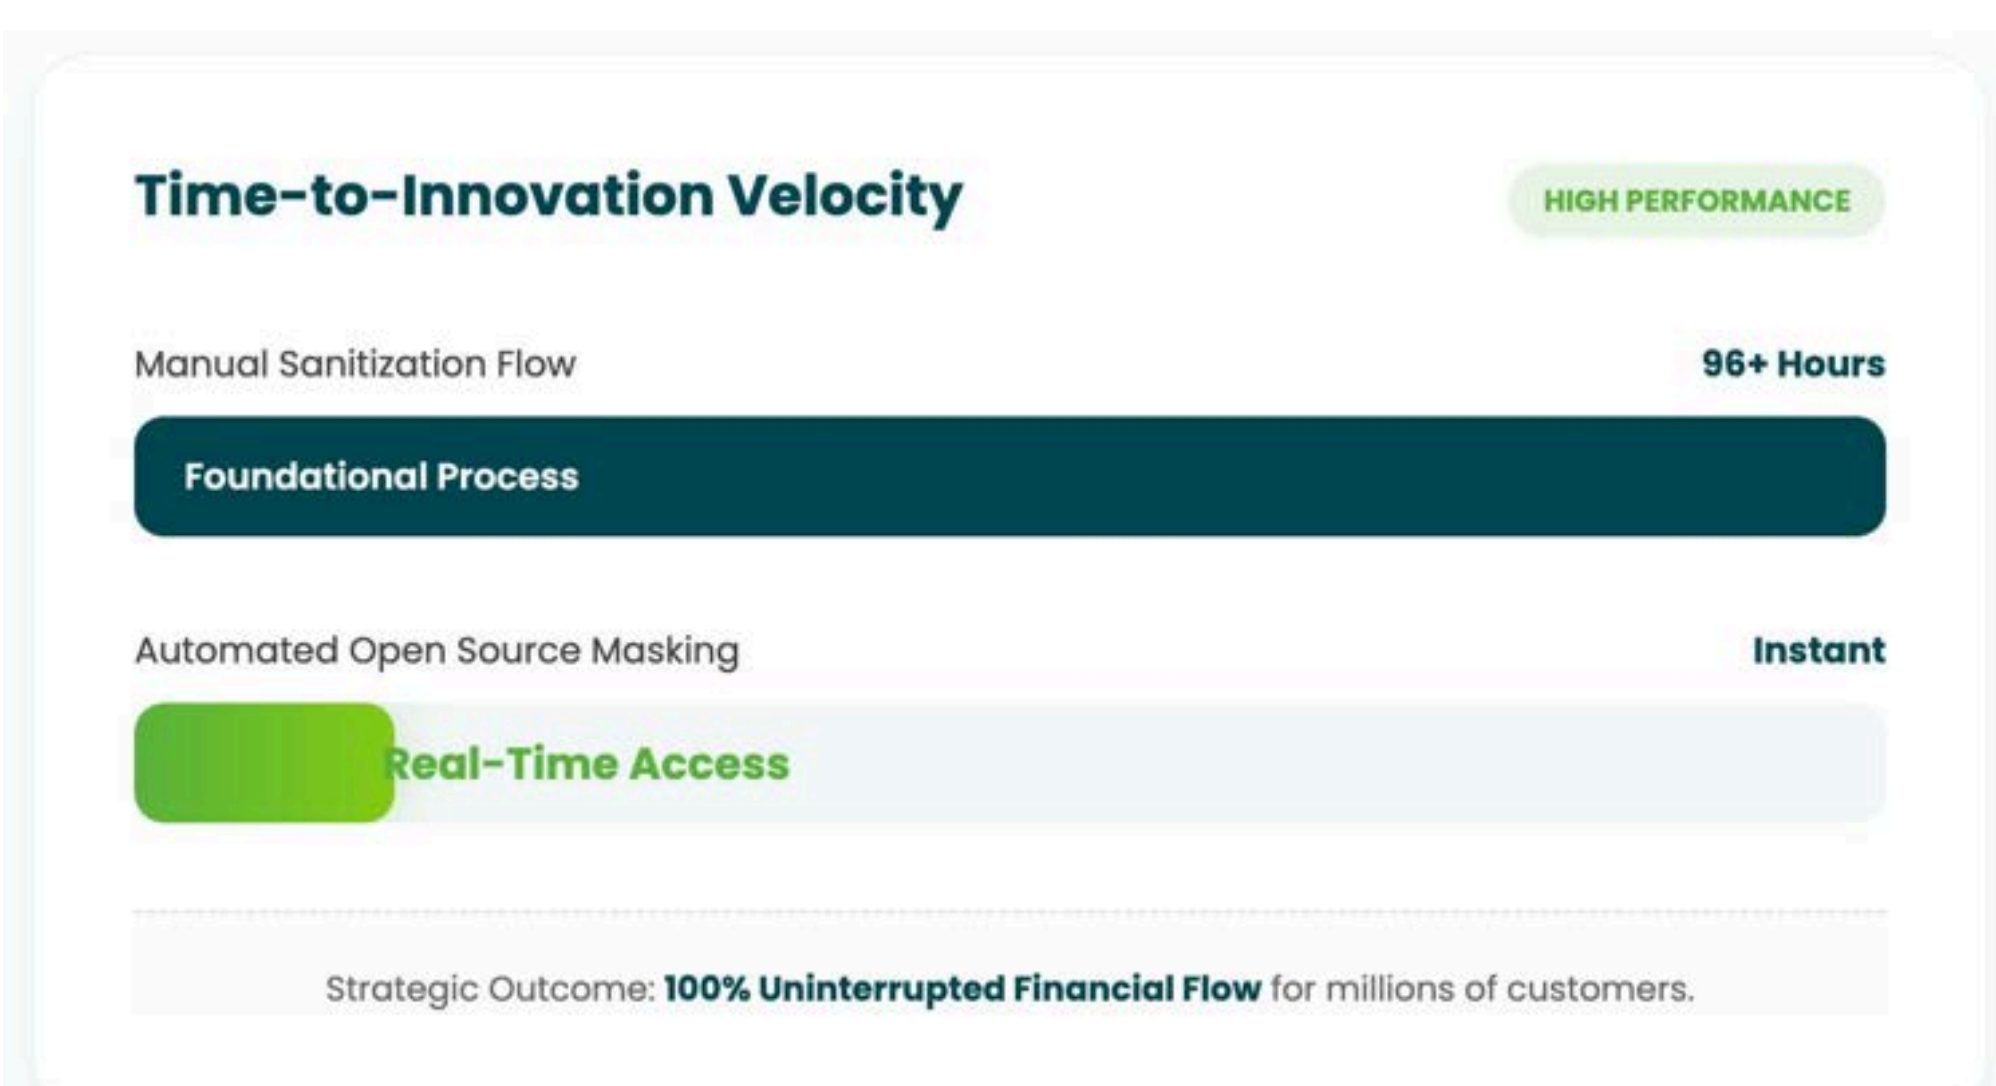 Time-to-Innovation Velocity
HIGH PERFORMANCE
Manual Sanitization Flow
96+ Hours
Foundational Process
Automated Open Source Masking
Instant
Real-Time Access
Strategic Outcome: 100% Uninterrupted Financial Flow for millions of customers.